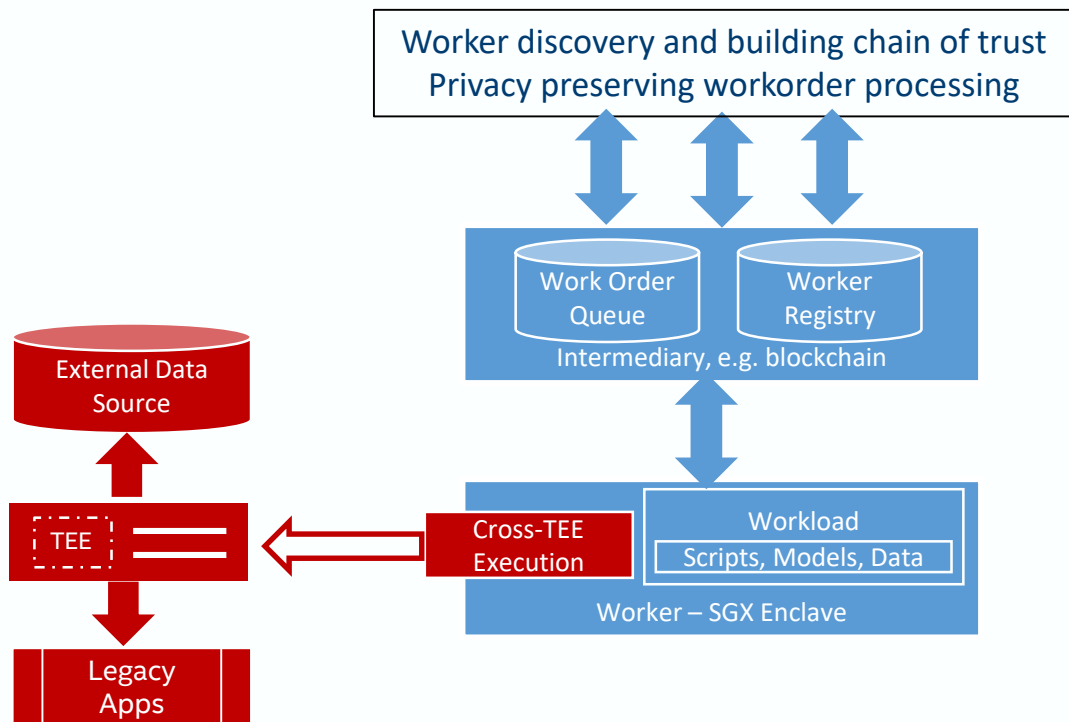 Worker discovery and building chain of trust
Privacy preserving workorder processing
Work Order
Queue
Worker
Registry
Intermediary, e.g. blockchain
External Data
Source
TEE
Cross-TEE
Execution
Workload
Scripts, Models, Data
Worker – SGX Enclave
Legacy
Apps